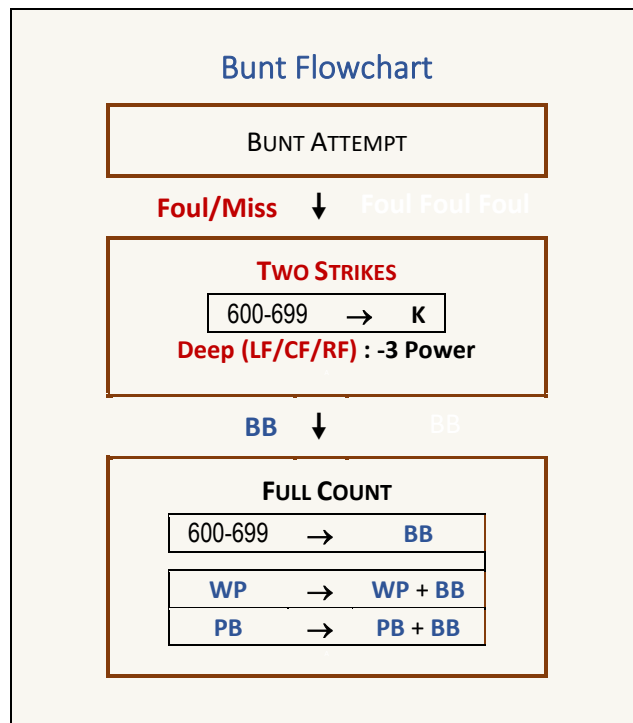 Bunt Flowchart
BUNT ATTEMPT
Foul/Miss ↓ Foul Foul Foul
TWO STRIKES
600-699 → K
Deep (LF/CF/RF) : -3 Power
BB ↓ BB
FULL COUNT
600-699 → BB
WP → WP + BB
PB → PB + BB